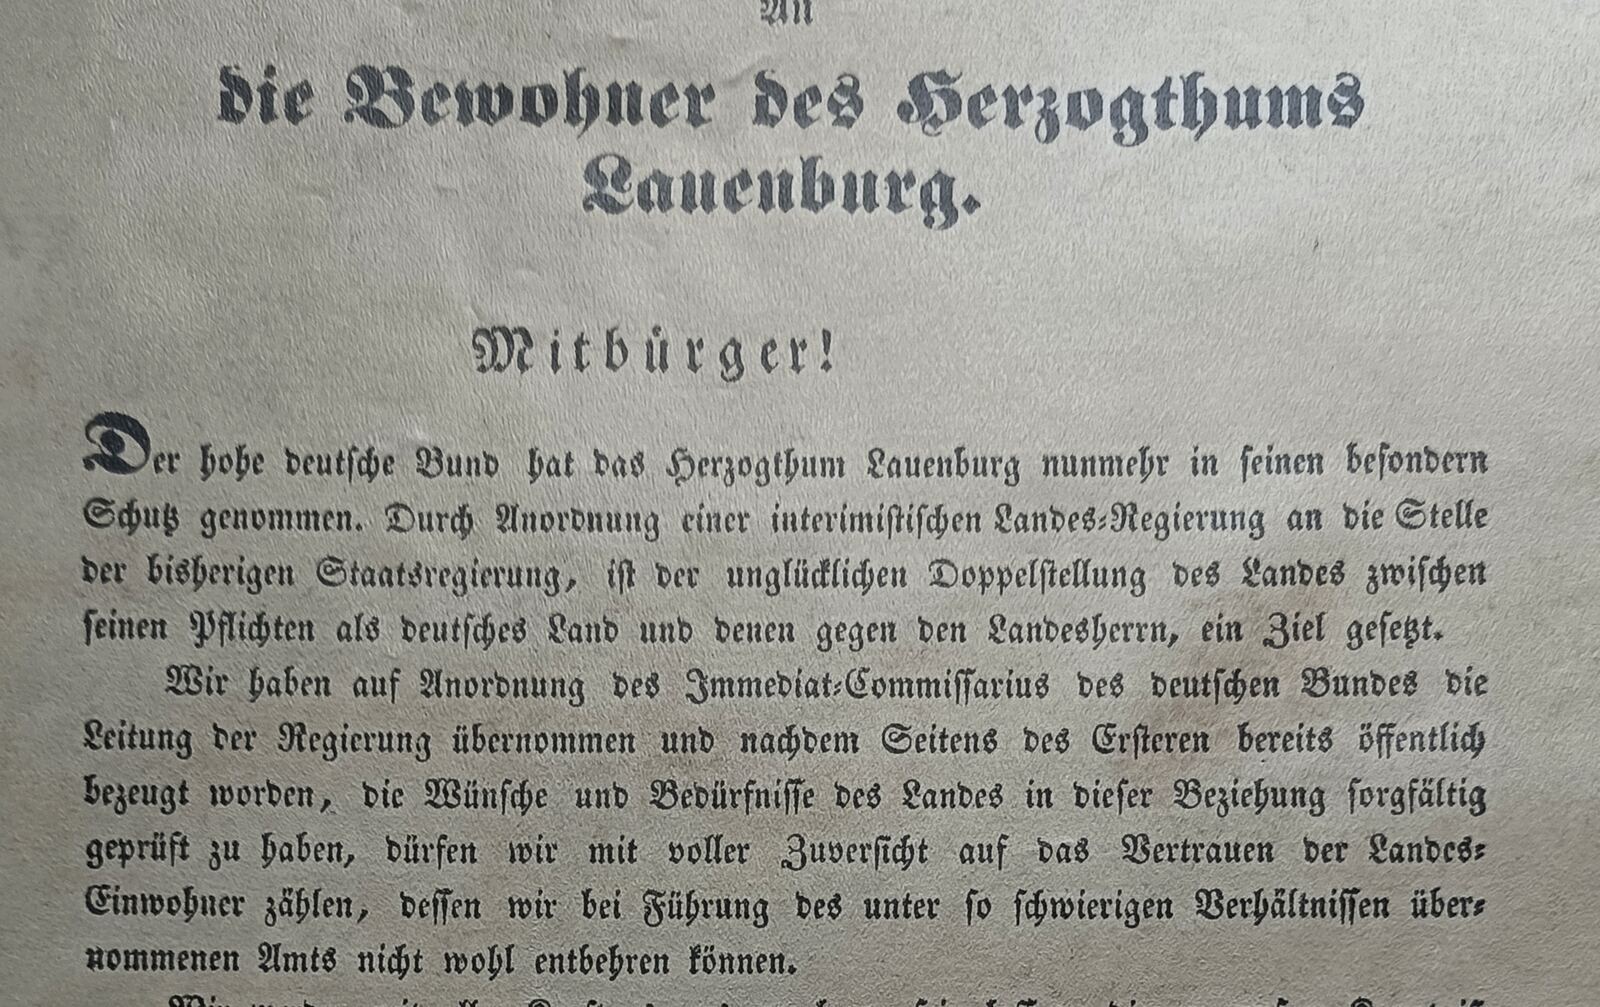 An
die Bewohner des Herzogthums
Lauenburg.
Mitbürger!
Der hohe deutsche Bund hat das Herzogthum Lauenburg nunmehr in seinen besondern
Schutz genommen. Durch Anordnung einer interimistischen Landes-Regierung an die Stelle
der bisherigen Staatsregierung, ist der unglücklichen Doppelstellung des Landes zwischen
seinen Pflichten als deutsches Land und denen gegen den Landesherrn, ein Ziel gesetzt.
Wir haben auf Anordnung des Immediat-Commissarius des deutschen Bundes die
Leitung der Regierung übernommen und nachdem Seitens des Ersteren bereits öffentlich
bezeugt worden, die Wünsche und Bedürfnisse des Landes in dieser Beziehung sorgfältig
geprüft zu haben, dürfen wir mit voller Zuversicht auf das Vertrauen der Landes-
Einwohner zählen, dessen wir bei Führung des unter so schwierigen Verhältnissen über-
nommenen Amts nicht wohl entbehren können.